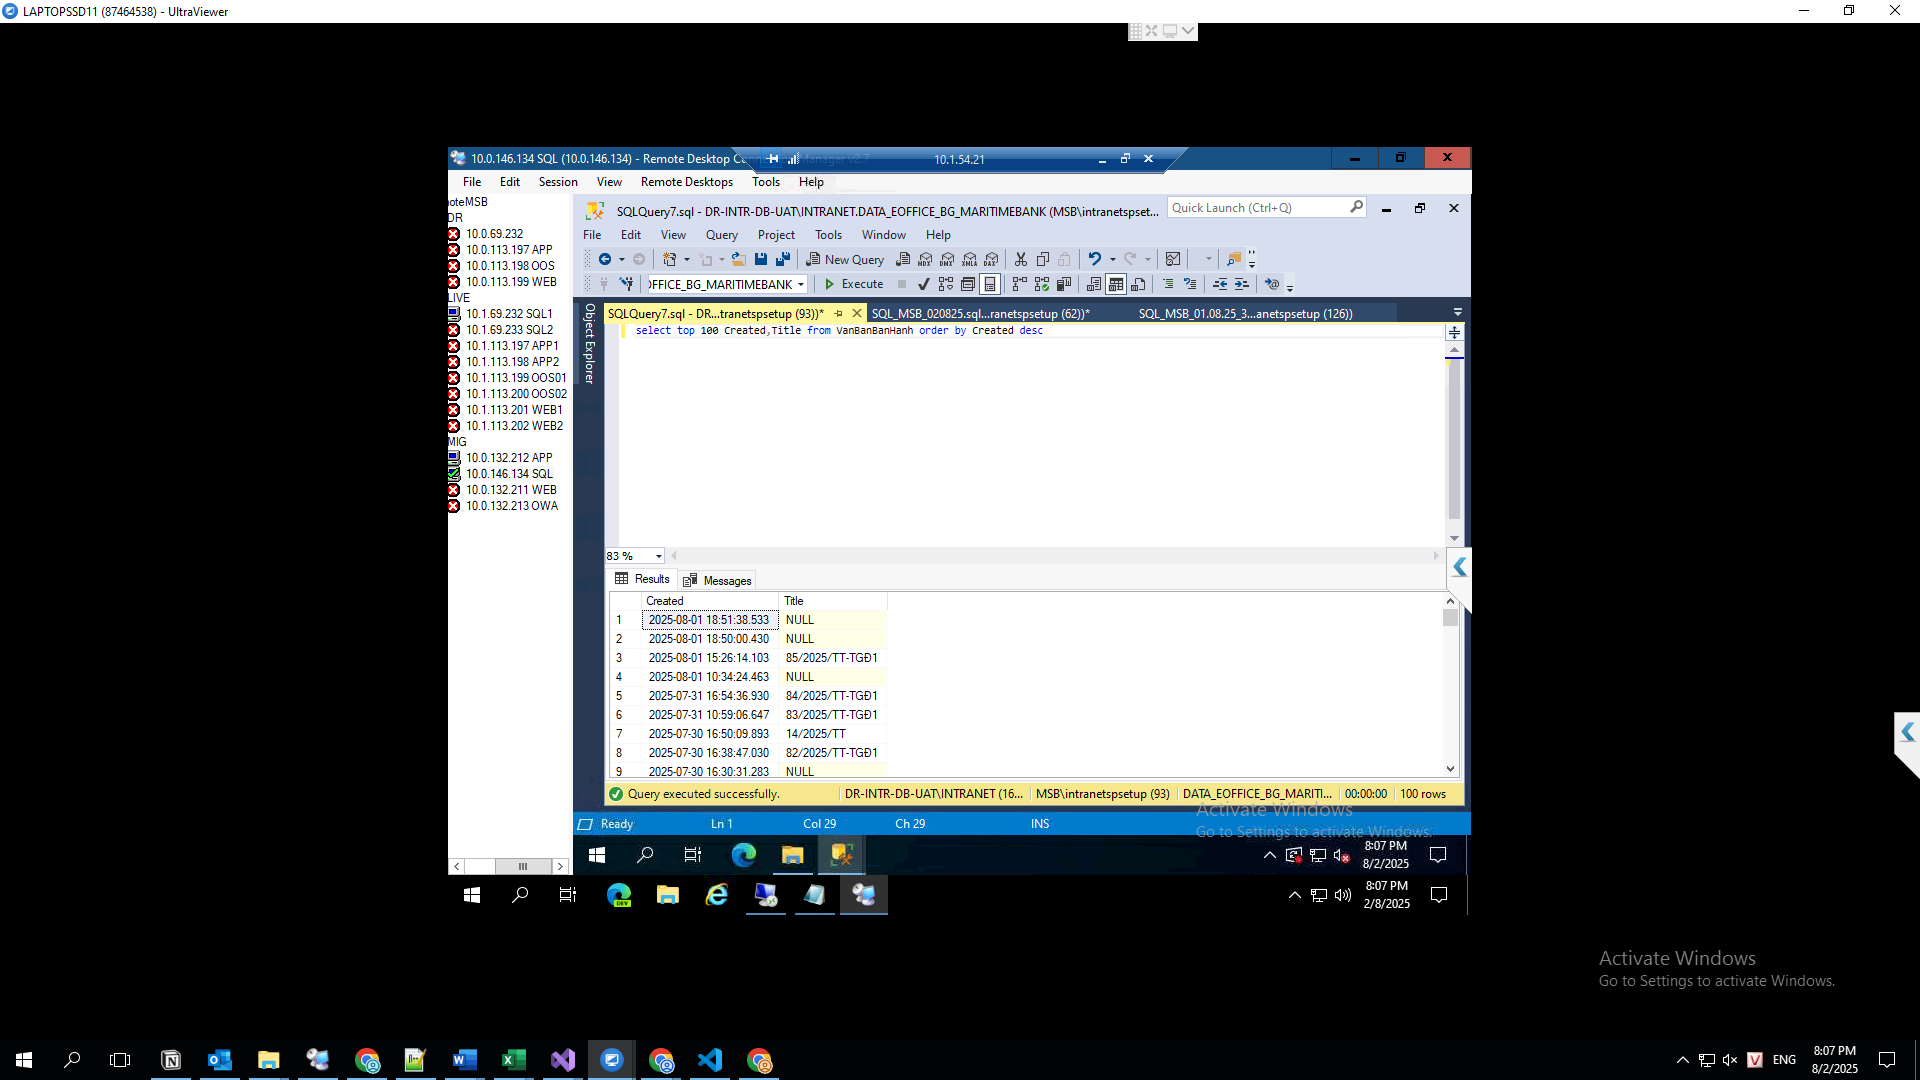 LAPTOPSSD11 (87464538) - UltraViewer
10.0.146.134 SQL (10.0.146.134) - Remote Desktop
10.1.54.21
File Edit Session View Remote Desktops Tools Help
oteMSB
DR
10.0.69.232
10.0.113.197 APP
10.0.113.198 OOS
10.0.113.199 WEB
LIVE
10.1.69.232 SQL1
10.1.69.233 SQL2
10.1.113.197 APP1
10.1.113.198 APP2
10.1.113.199 OOS01
10.1.113.200 OOS02
10.1.113.201 WEB1
10.1.113.202 WEB2
MIG
10.0.132.212 APP
10.0.146.134 SQL
10.0.132.211 WEB
10.0.132.213 OWA
SQLQuery7.sql - DR-INTR-DB-UAT\INTRANET.DATA_EOFFICE_BG_MARITIMEBANK (MSB\intranetspset...
Quick Launch (Ctrl+Q)
File Edit View Query Project Tools Window Help
New Query
MDX DMX XMLA DAX
OFFICE_BG_MARITIMEBANK
Execute
Object Explorer
SQLQuery7.sql - DR...tranetspsetup (93))*
SQL_MSB_020825.sql...ranetspsetup (62))*
SQL_MSB_01.08.25_3...anetspsetup (126))
select top 100 Created,Title from VanBanBanHanh order by Created desc
83 %
Results
Messages
Created Title
1 2025-08-01 18:51:38.533 NULL
2 2025-08-01 18:50:00.430 NULL
3 2025-08-01 15:26:14.103 85/2025/TT-TGĐ1
4 2025-08-01 10:34:24.463 NULL
5 2025-07-31 16:54:36.930 84/2025/TT-TGĐ1
6 2025-07-31 10:59:06.647 83/2025/TT-TGĐ1
7 2025-07-30 16:50:09.893 14/2025/TT
8 2025-07-30 16:38:47.030 82/2025/TT-TGĐ1
9 2025-07-30 16:30:31.283 NULL
Query executed successfully.
DR-INTR-DB-UAT\INTRANET (16... MSB\intranetspsetup (93) DATA_EOFFICE_BG_MARITI... 00:00:00 100 rows
Activate Windows
Go to Settings to activate Windows.
Ready Ln 1 Col 29 Ch 29 INS
8:07 PM
8/2/2025
DEV
8:07 PM
2/8/2025
Activate Windows
Go to Settings to activate Windows.
ENG
8:07 PM
8/2/2025